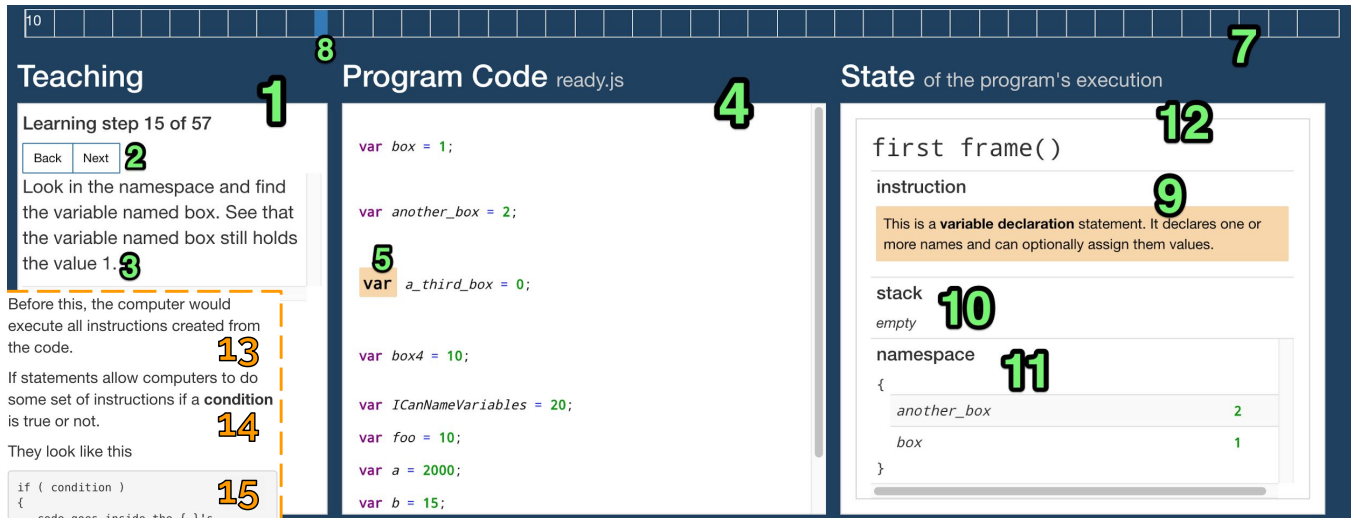 10
8
7
Teaching
1
Program Code ready.js
4
State of the program's execution
12
Learning step 15 of 57
Back Next 2
Look in the namespace and find
the variable named box. See that
the variable named box still holds
the value 1. 3
Before this, the computer would
execute all instructions created from
the code.
13
If statements allow computers to do
some set of instructions if a condition
is true or not.
14
They look like this
if ( condition )
{
15
code goes inside the { }'s
var box = 1;
var another_box = 2;
5
var a_third_box = 0;
var box4 = 10;
var ICanNameVariables = 20;
var foo = 10;
var a = 2000;
var b = 15;
first frame()
instruction
9
This is a variable declaration statement. It declares one or
more names and can optionally assign them values.
stack
10
empty
namespace
11
{
another_box 2
box 1
}